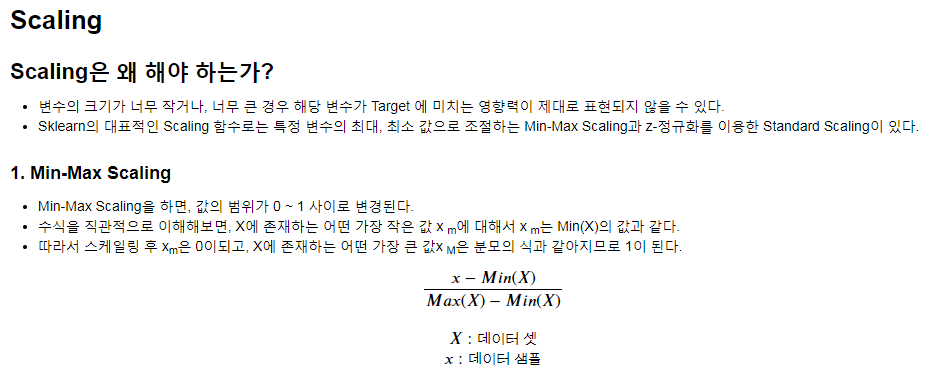 Scaling
Scaling은 왜 해야 하는가?
• 변수의 크기가 너무 작거나, 너무 큰 경우 해당 변수가 Target 에 미치는 영향력이 제대로 표현되지 않을 수 있다.
• Sklearn의 대표적인 Scaling 함수로는 특정 변수의 최대, 최소 값으로 조절하는 Min-Max Scaling과 z-정규화를 이용한 Standard Scaling이 있다.
1. Min-Max Scaling
• Min-Max Scaling을 하면, 값의 범위가 0 ~ 1 사이로 변경된다.
• 수식을 직관적으로 이해해보면, X에 존재하는 어떤 가장 작은 값 x m에 대해서 x m는 Min(X)의 값과 같다.
• 따라서 스케일링 후 xm은 0이되고, X에 존재하는 어떤 가장 큰 값x M은 분모의 식과 같아지므로 1이 된다.
x − Min(X)
Max(X) − Min(X)
X : 데이터 셋
x : 데이터 샘플